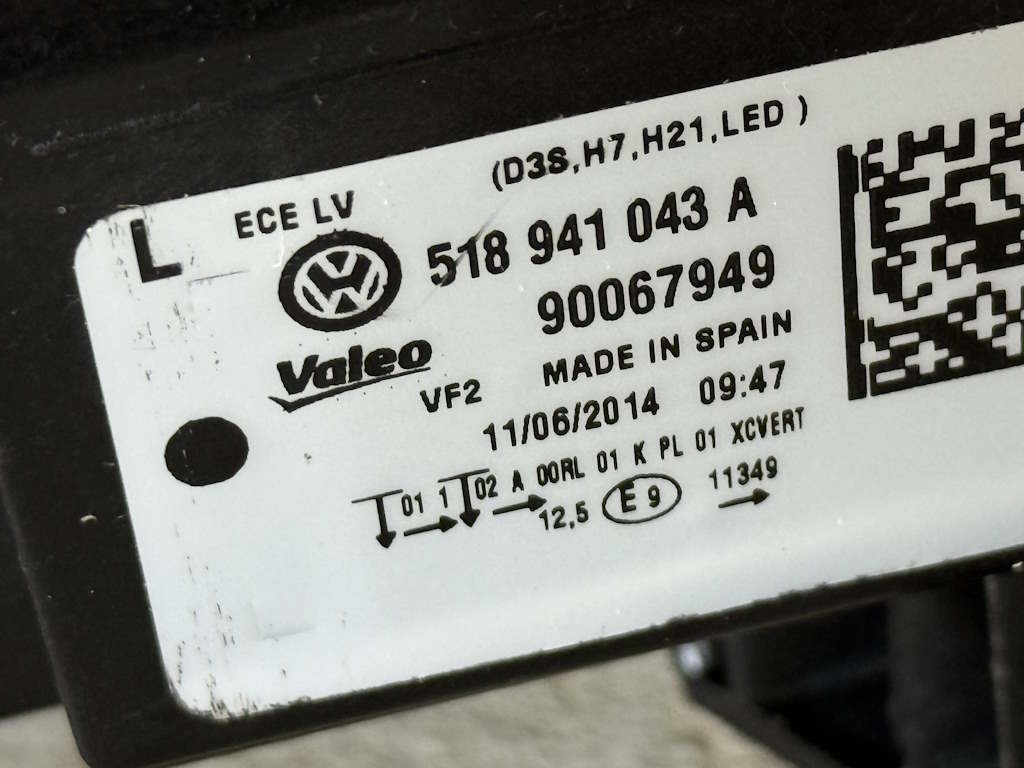 (D3S,H7,H21,LED )
L ECE LV
518 941 043 A
90067949
Valeo
VF2
MADE IN SPAIN
11/06/2014 09:47
01 1 02 A 00RL 01 K PL 01 XCVERT
12,5 E 9 11349